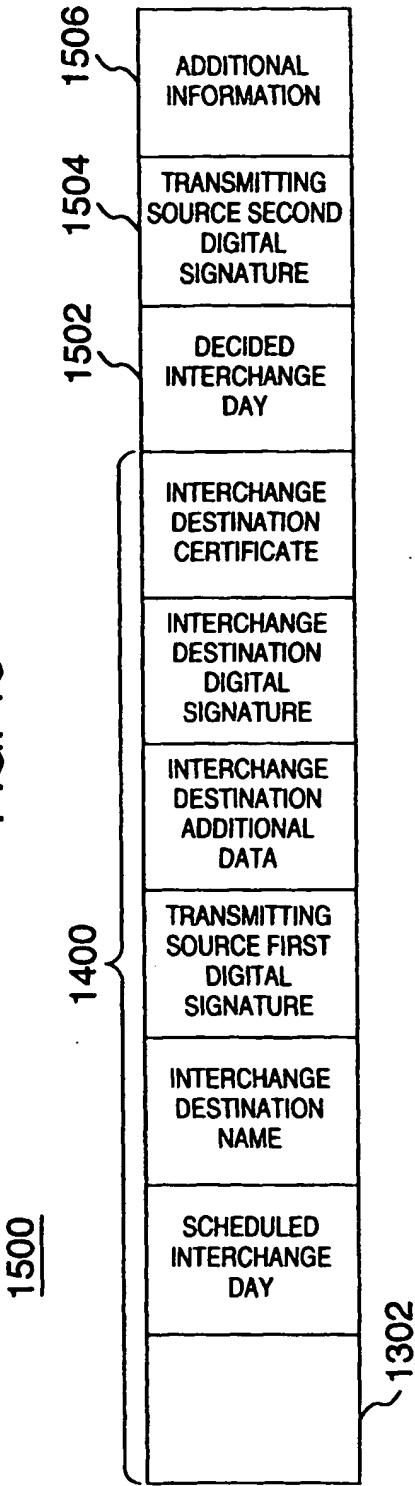 1506
ADDITIONAL
INFORMATION
1504
TRANSMITTING
SOURCE SECOND
DIGITAL
SIGNATURE
1502
DECIDED
INTERCHANGE
DAY
1400
INTERCHANGE
DESTINATION
CERTIFICATE
INTERCHANGE
DESTINATION
DIGITAL
SIGNATURE
INTERCHANGE
DESTINATION
ADDITIONAL
DATA
TRANSMITTING
SOURCE FIRST
DIGITAL
SIGNATURE
INTERCHANGE
DESTINATION
NAME
1500
SCHEDULED
INTERCHANGE
DAY
1302